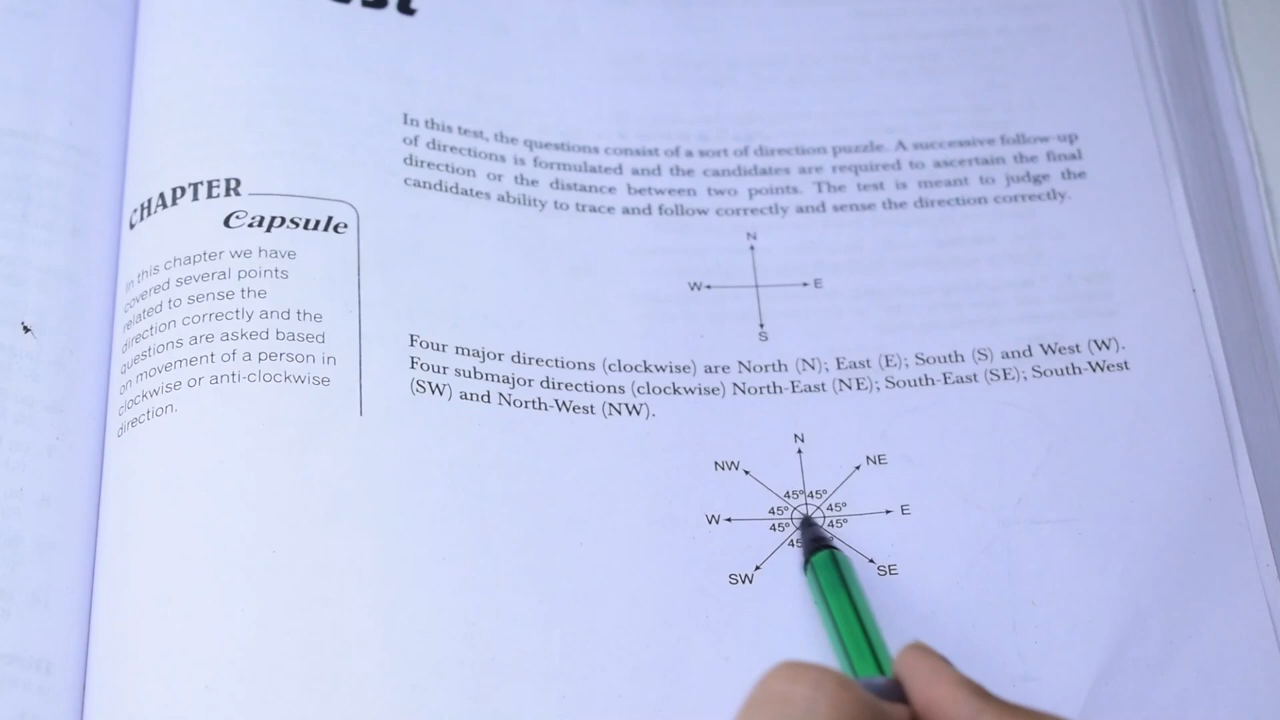 In this test, the questions consist of a sort of direction puzzle. A successive follow-up
of directions is formulated and the candidates are required to ascertain the final
direction or the distance between two points. The test is meant to judge the
candidates ability to trace and follow correctly and sense the direction correctly.
CHAPTER
Capsule
In this chapter we have
covered several points
related to sense the
direction correctly and the
questions are asked based
on movement of a person in
clockwise or anti-clockwise
direction.
N
W E
S
Four major directions (clockwise) are North (N); East (E); South (S) and West (W).
Four submajor directions (clockwise) North-East (NE); South-East (SE); South-West
(SW) and North-West (NW).
N
NW NE
45° 45°
45° 45°
W E
45° 45°
45
SW SE